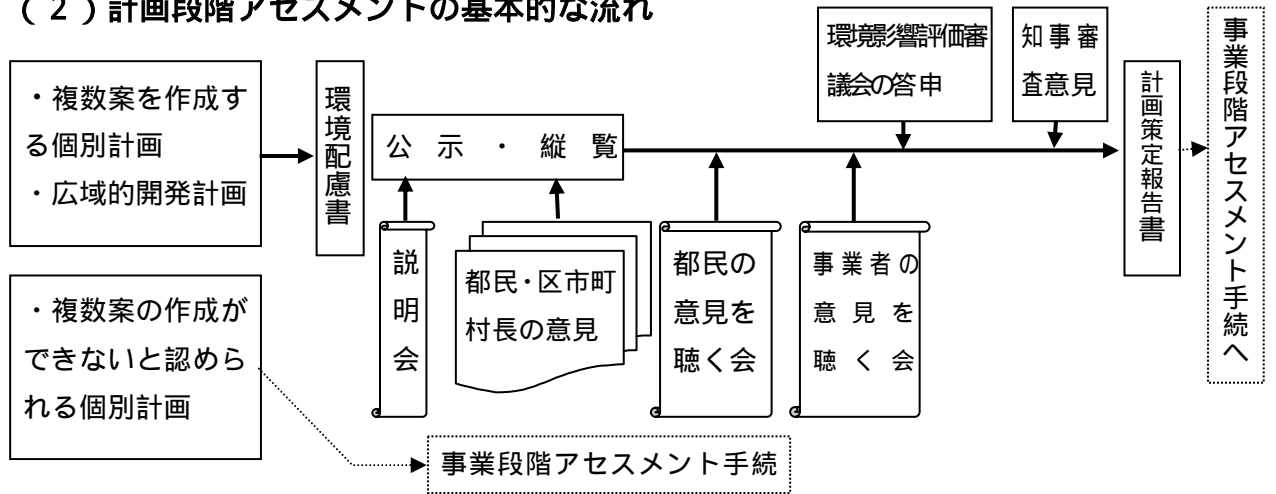 （２）計画段階アセスメントの基本的な流れ
・複数案を作成す
る個別計画
・広域的開発計画
環境配慮書
公示・縦覧
説明会
都民・区市町
村長の意見
都民の
意見を
聴く会
事業者の
意見を
聴く会
環境影響評価審
議会の答申
知事審
査意見
計画策定報告書
事業段階アセスメント手続へ
・複数案の作成が
できないと認めら
れる個別計画
事業段階アセスメント手続